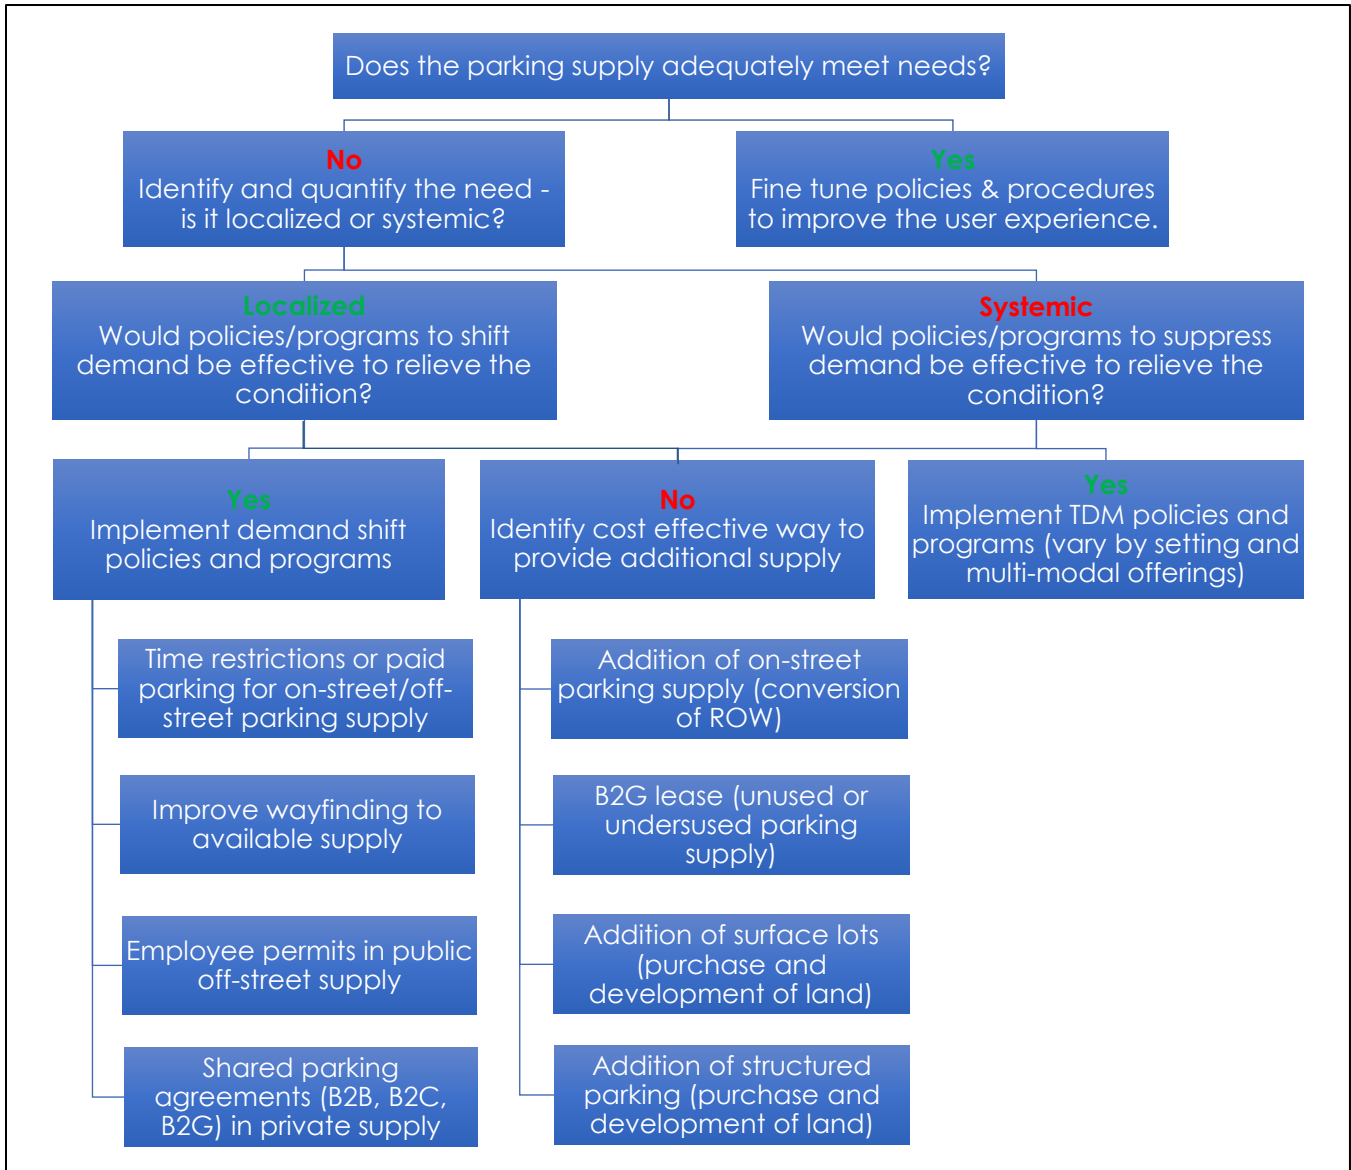 Does the parking supply adequately meet needs?
No
Identify and quantify the need -
is it localized or systemic?
Yes
Fine tune policies & procedures
to improve the user experience.
Localized
Would policies/programs to shift
demand be effective to relieve the
condition?
Systemic
Would policies/programs to suppress
demand be effective to relieve the
condition?
Yes
Implement demand shift
policies and programs
No
Identify cost effective way to
provide additional supply
Yes
Implement TDM policies and
programs (vary by setting and
multi-modal offerings)
Time restrictions or paid
parking for on-street/off-
street parking supply
Improve wayfinding to
available supply
Employee permits in public
off-street supply
Shared parking
agreements (B2B, B2C,
B2G) in private supply
Addition of on-street
parking supply (conversion
of ROW)
B2G lease (unused or
undersused parking
supply)
Addition of surface lots
(purchase and
development of land)
Addition of structured
parking (purchase and
development of land)